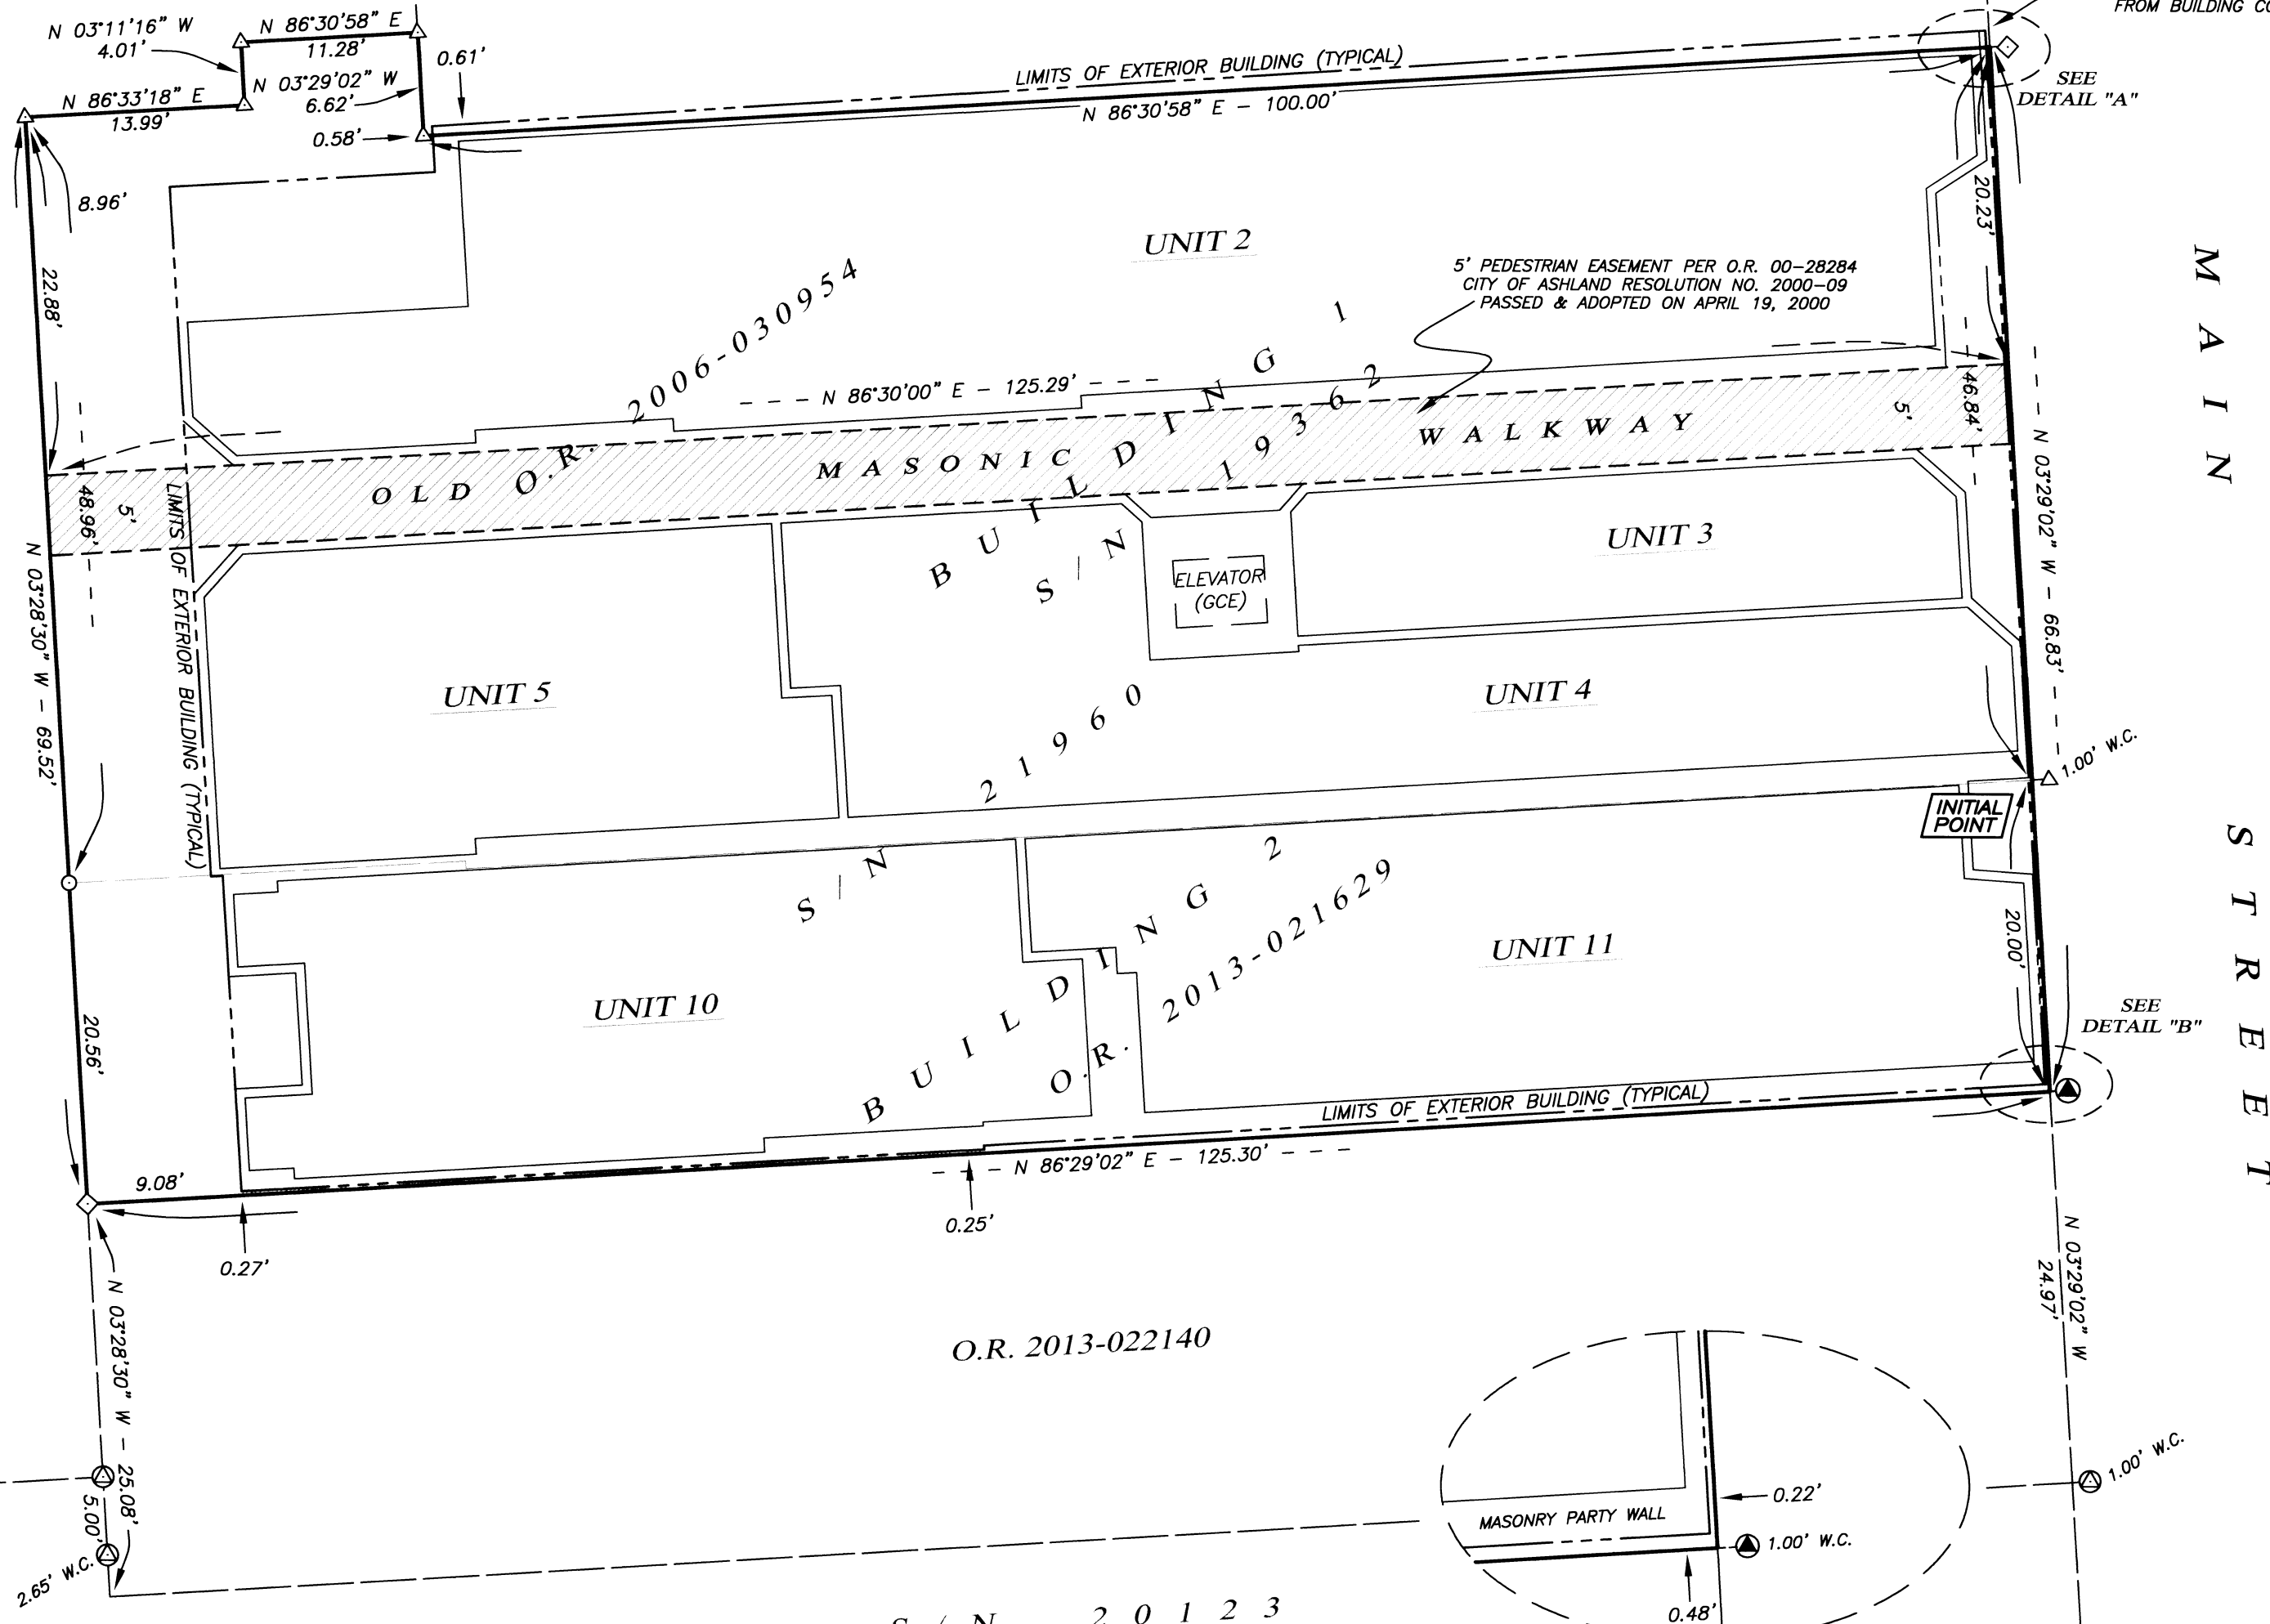 N 03°11'16" W
4.01'
N 86°30'58" E
11.28'
0.61'
N 03°29'02" W
6.62'
N 86°33'18" E
13.99'
0.58'
LIMITS OF EXTERIOR BUILDING (TYPICAL)
N 86°30'58" E - 100.00'
FROM BUILDING CO
SEE
DETAIL "A"
8.96'
22.88'
20.23'
UNIT 2
5' PEDESTRIAN EASEMENT PER O.R. 00-28284
CITY OF ASHLAND RESOLUTION NO. 2000-09
PASSED & ADOPTED ON APRIL 19, 2000
O.R. 2006-030954
N 86°30'00" E - 125.29'
BUILDING 1
S/N 19362
OLD MASONIC WALKWAY
5'
46.84'
48.96'
5'
LIMITS OF EXTERIOR BUILDING (TYPICAL)
N 03°28'30" W - 69.52'
N 03°29'02" W - 66.83'
MAIN STREET
ELEVATOR
(GCE)
UNIT 3
UNIT 5
UNIT 4
S/N 21960
1.00' W.C.
INITIAL
POINT
BUILDING 2
O.R. 2013-021629
UNIT 10
UNIT 11
20.00'
20.56'
SEE
DETAIL "B"
LIMITS OF EXTERIOR BUILDING (TYPICAL)
N 86°29'02" E - 125.30'
9.08'
0.27'
0.25'
N 03°28'30" W - 25.08'
5.00'
2.65' W.C.
N 03°29'02" W
24.97'
O.R. 2013-022140
MASONRY PARTY WALL
0.22'
1.00' W.C.
0.48'
1.00' W.C.
S/N 20123